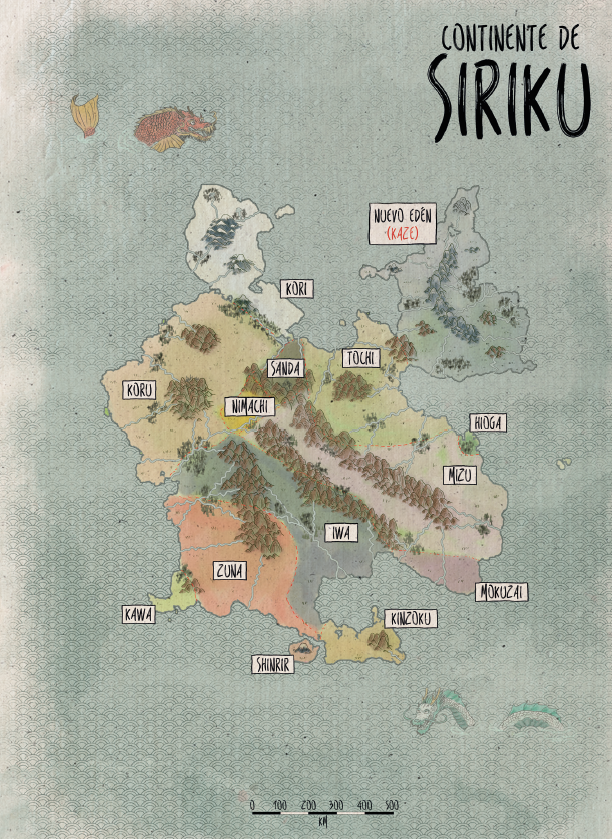 CONTINENTE DE
SIRIKU
NUEVO EDÉN
(KAZE)
KORI
SANDA
TOCHI
KORU
NIMACHI
HIOGA
MIZU
IWA
ZUNA
MOKUZAI
KAWA
KINZOKU
SHINRIR
0 100 200 300 400 500
KM